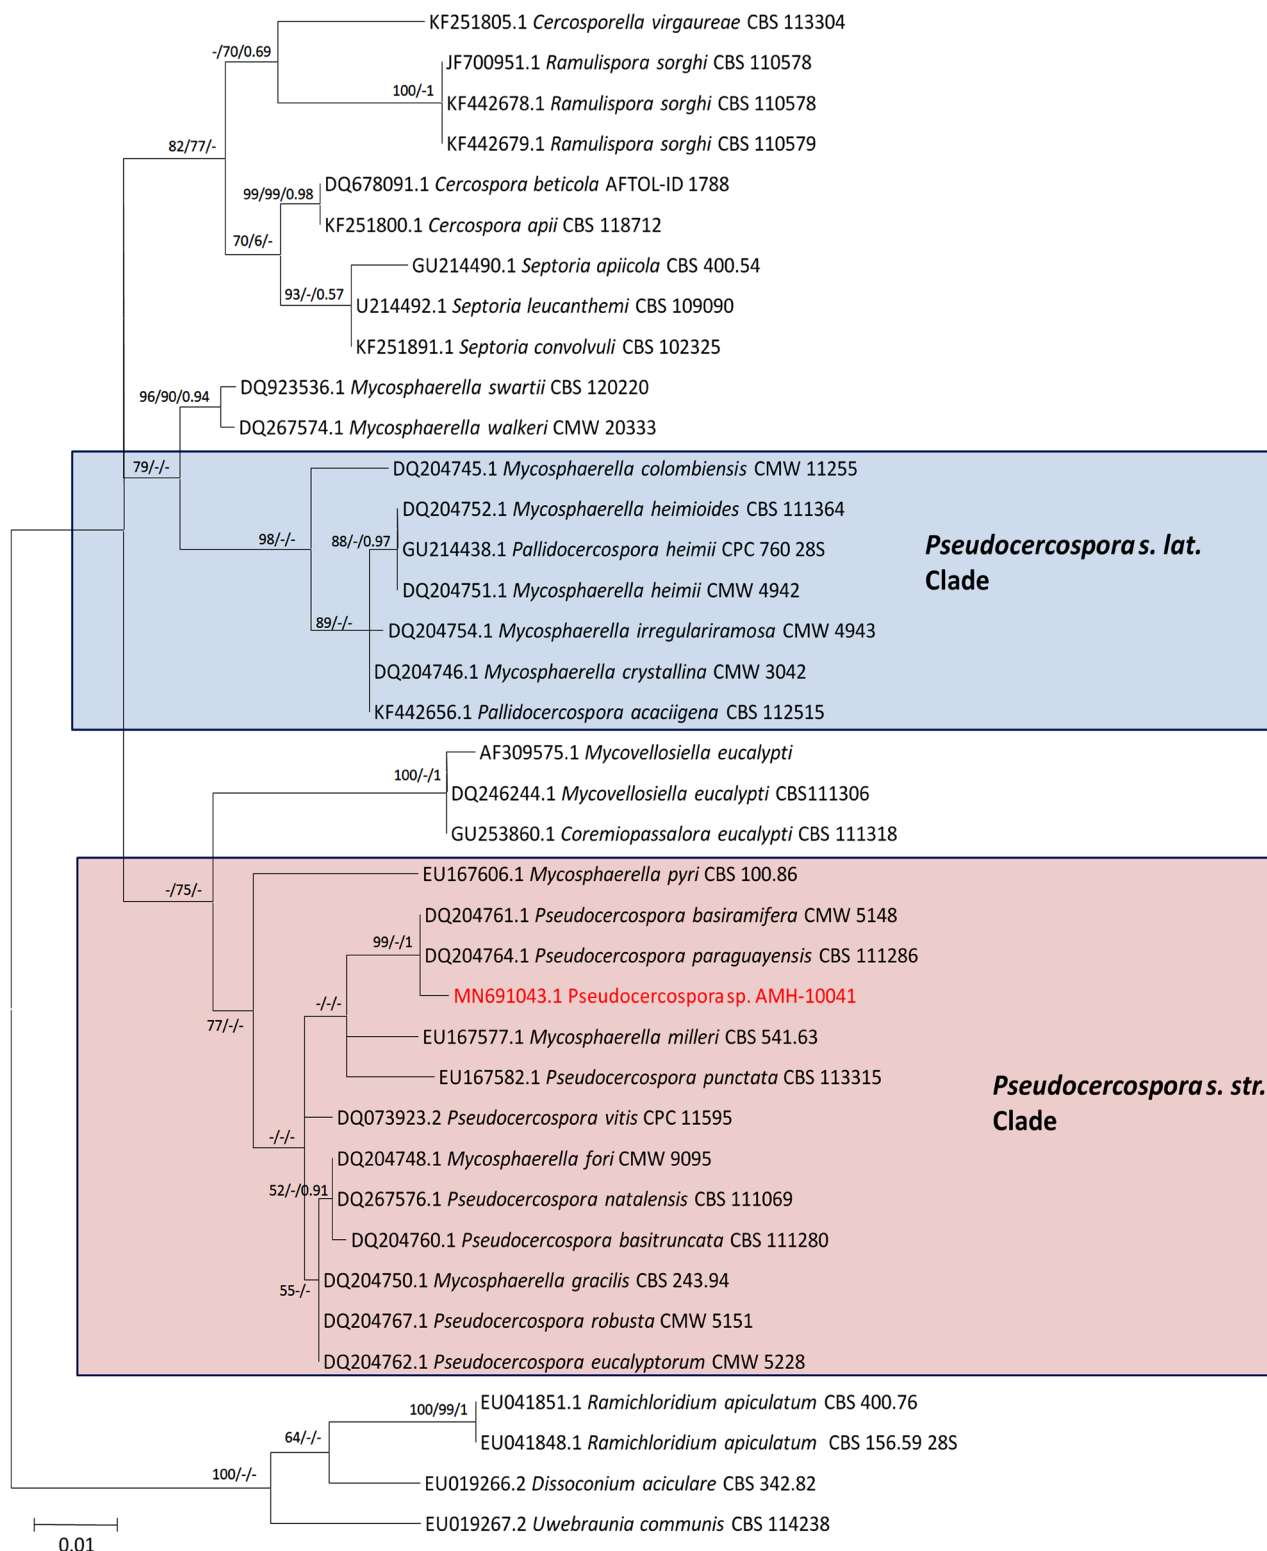 KF251805.1 Cercosporella virgaureae CBS 113304
-/70/0.69
JF700951.1 Ramulispora sorghi CBS 110578
100/-1
KF442678.1 Ramulispora sorghi CBS 110578
KF442679.1 Ramulispora sorghi CBS 110579
82/77/-
DQ678091.1 Cercospora beticola AFTOL-ID 1788
99/99/0.98
KF251800.1 Cercospora apii CBS 118712
70/6/-
GU214490.1 Septoria apiicola CBS 400.54
93/-/0.57
U214492.1 Septoria leucanthemi CBS 109090
KF251891.1 Septoria convolvuli CBS 102325
DQ923536.1 Mycosphaerella swartii CBS 120220
96/90/0.94
DQ267574.1 Mycosphaerella walkeri CMW 20333
79/-/-
DQ204745.1 Mycosphaerella colombiensis CMW 11255
DQ204752.1 Mycosphaerella heimioides CBS 111364
98/-/-
88/-/0.97
GU214438.1 Pallidocercospora heimii CPC 760 28S
Pseudocercospora s. lat.
Clade
DQ204751.1 Mycosphaerella heimii CMW 4942
89/-/-
DQ204754.1 Mycosphaerella irregulariramosa CMW 4943
DQ204746.1 Mycosphaerella crystallina CMW 3042
KF442656.1 Pallidocercospora acaciigena CBS 112515
AF309575.1 Mycovellosiella eucalypti
100/-/1
DQ246244.1 Mycovellosiella eucalypti CBS111306
GU253860.1 Coremiopassalora eucalypti CBS 111318
-/75/-
EU167606.1 Mycosphaerella pyri CBS 100.86
DQ204761.1 Pseudocercospora basiramifera CMW 5148
99/-/1
DQ204764.1 Pseudocercospora paraguayensis CBS 111286
MN691043.1 Pseudocercospora sp. AMH-10041
-/-/-
77/-/-
EU167577.1 Mycosphaerella milleri CBS 541.63
EU167582.1 Pseudocercospora punctata CBS 113315
Pseudocercospora s. str.
Clade
DQ073923.2 Pseudocercospora vitis CPC 11595
-/-/-
DQ204748.1 Mycosphaerella fori CMW 9095
52/-/0.91
DQ267576.1 Pseudocercospora natalensis CBS 111069
DQ204760.1 Pseudocercospora basitruncata CBS 111280
DQ204750.1 Mycosphaerella gracilis CBS 243.94
55-/-
DQ204767.1 Pseudocercospora robusta CMW 5151
DQ204762.1 Pseudocercospora eucalyptorum CMW 5228
EU041851.1 Ramichloridium apiculatum CBS 400.76
100/99/1
EU041848.1 Ramichloridium apiculatum CBS 156.59 28S
64/-/-
EU019266.2 Dissoconium aciculare CBS 342.82
100/-/-
EU019267.2 Uwebraunia communis CBS 114238
0.01